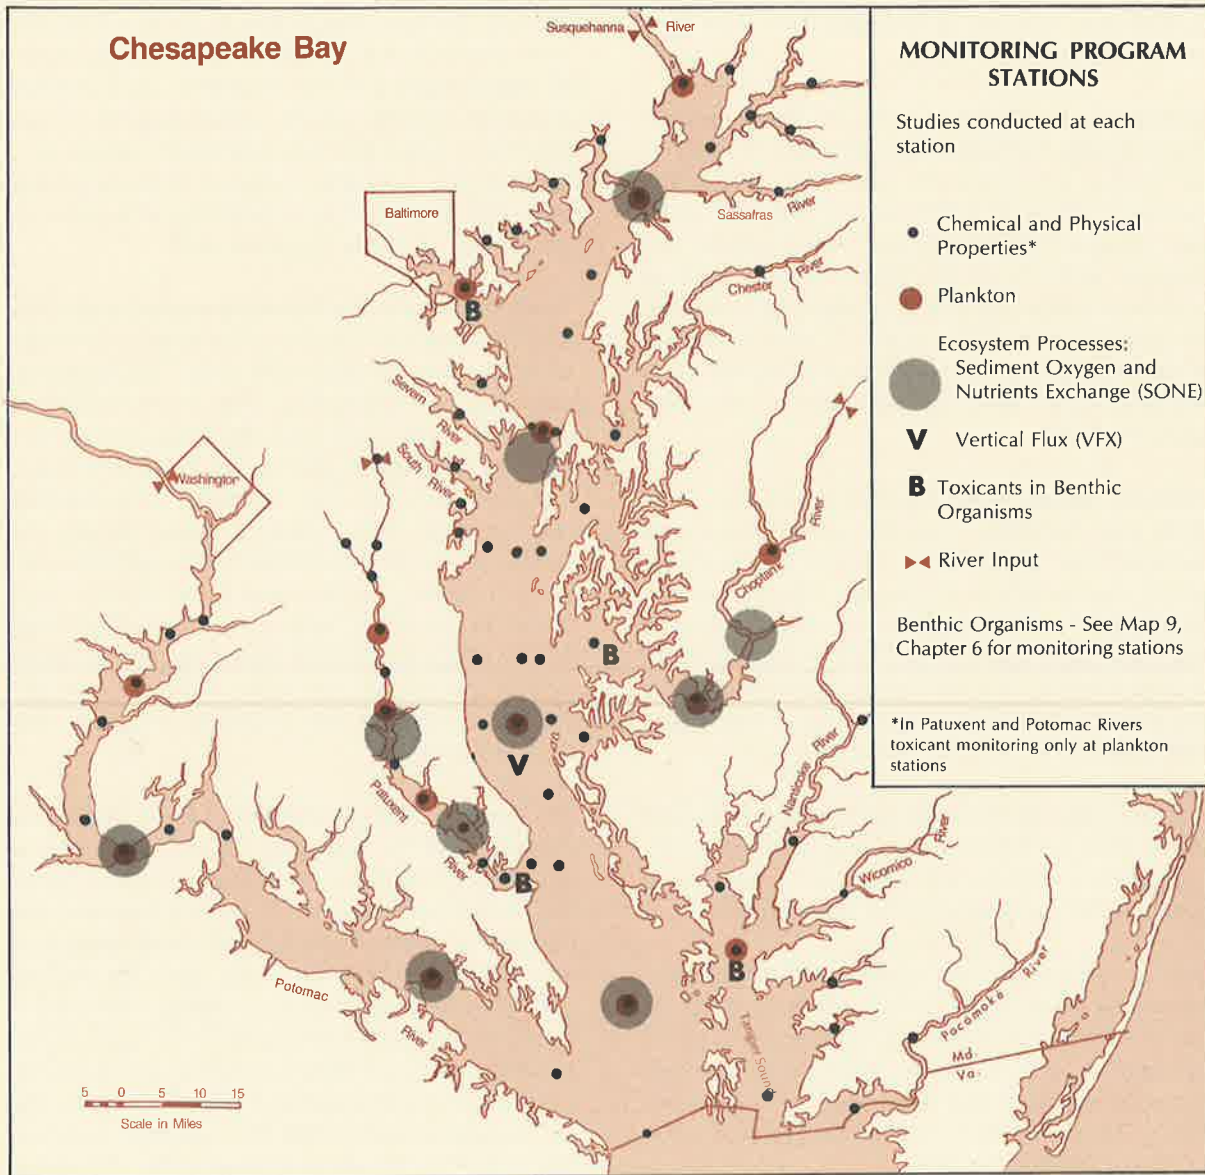 Chesapeake Bay
Susquehanna River
Baltimore
Sassafras River
Chester River
B
Severn River
South River
Washington
Choptank River
B
V
Nanticoke River
Patuxent River
B
Wicomico River
B
Potomac River
Tangier Sound
Pocomoke River
Md.
Va.
5 0 5 10 15
Scale in Miles
MONITORING PROGRAM
STATIONS
Studies conducted at each
station
Chemical and Physical
Properties*
Plankton
Ecosystem Processes:
Sediment Oxygen and
Nutrients Exchange (SONE)
V Vertical Flux (VFX)
B Toxicants in Benthic
Organisms
River Input
Benthic Organisms - See Map 9,
Chapter 6 for monitoring stations
*In Patuxent and Potomac Rivers
toxicant monitoring only at plankton
stations